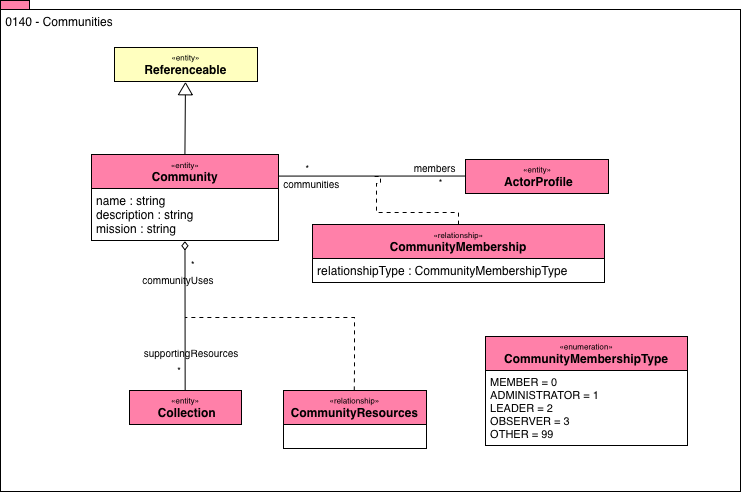 0140 - Communities
«entity»
Referenceable
«entity»
Community
name : string
description : string
mission : string
*
communities
members
*
«entity»
ActorProfile
«relationship»
CommunityMembership
relationshipType : CommunityMembershipType
*
communityUses
supportingResources
*
«entity»
Collection
«relationship»
CommunityResources
«enumeration»
CommunityMembershipType
MEMBER = 0
ADMINISTRATOR = 1
LEADER = 2
OBSERVER = 3
OTHER = 99